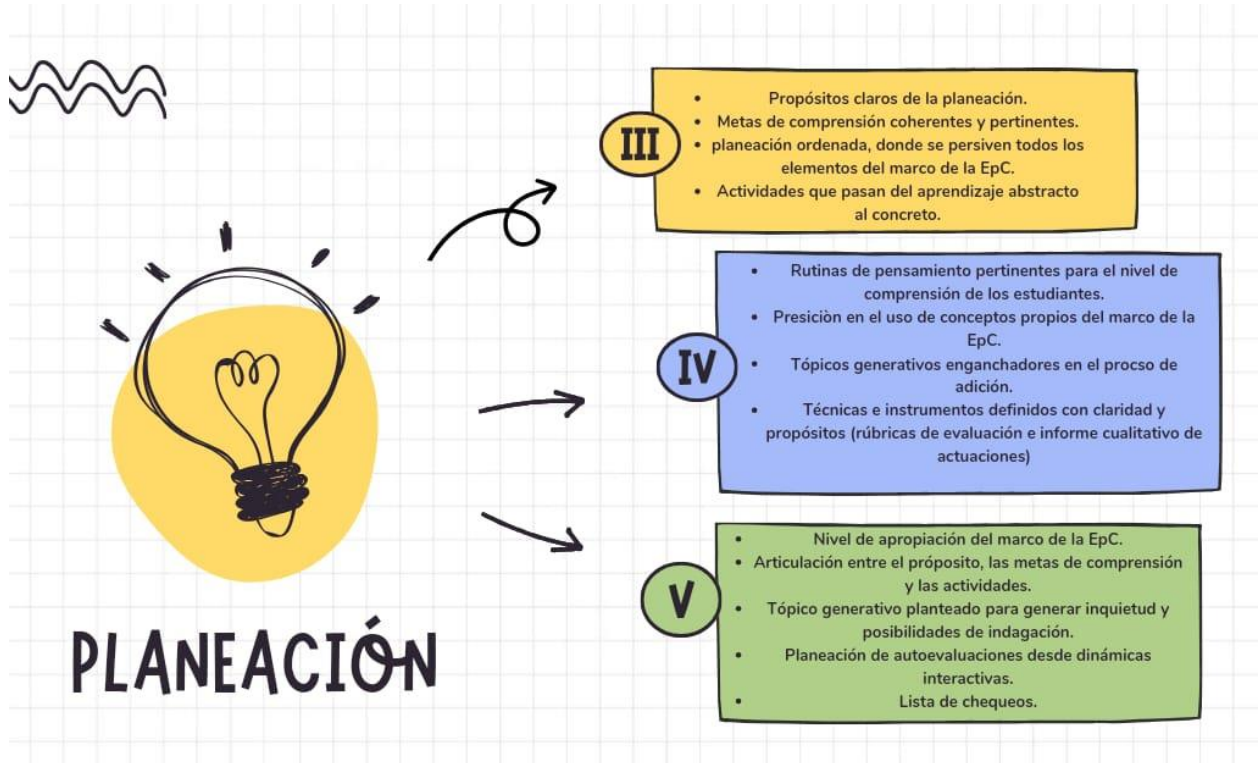 III
• Propósitos claros de la planeación.
• Metas de comprensión coherentes y pertinentes.
• planeación ordenada, donde se persiven todos los
elementos del marco de la EpC.
• Actividades que pasan del aprendizaje abstracto
al concreto.
IV
• Rutinas de pensamiento pertinentes para el nivel de
comprensión de los estudiantes.
• Presiciòn en el uso de conceptos propios del marco de la
EpC.
• Tópicos generativos enganchadores en el procso de
adición.
• Técnicas e instrumentos definidos con claridad y
propósitos (rúbricas de evaluación e informe cualitativo de
actuaciones)
V
• Nivel de apropiación del marco de la EpC.
• Articulación entre el própósito, las metas de comprensión
y las actividades.
• Tópico generativo planteado para generar inquietud y
posibilidades de indagación.
• Planeación de autoevaluaciones desde dinámicas
interactivas.
• Lista de chequeos.
PLANEACIÓN